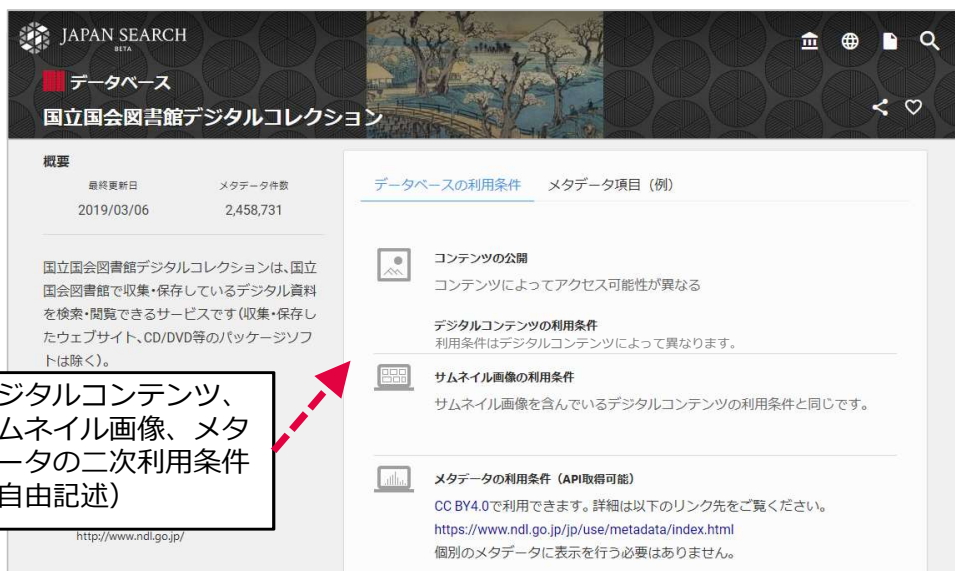 JAPAN SEARCH
BETA
データベース
国立国会図書館デジタルコレクション
概要
最終更新日 メタデータ件数
2019/03/06 2,458,731
国立国会図書館デジタルコレクションは、国立
国会図書館で収集・保存しているデジタル資料
を検索・閲覧できるサービスです（収集・保存し
たウェブサイト、CD/DVD等のパッケージソフ
トは除く）。
ジタルコンテンツ、
ムネイル画像、メタ
ータの二次利用条件
自由記述）
http://www.ndl.go.jp/
データベースの利用条件 メタデータ項目（例）
コンテンツの公開
コンテンツによってアクセス可能性が異なる
デジタルコンテンツの利用条件
利用条件はデジタルコンテンツによって異なります。
サムネイル画像の利用条件
サムネイル画像を含んでいるデジタルコンテンツの利用条件と同じです。
メタデータの利用条件（API取得可能）
CC BY4.0で利用できます。詳細は以下のリンク先をご覧ください。
https://www.ndl.go.jp/jp/use/metadata/index.html
個別のメタデータに表示を行う必要はありません。